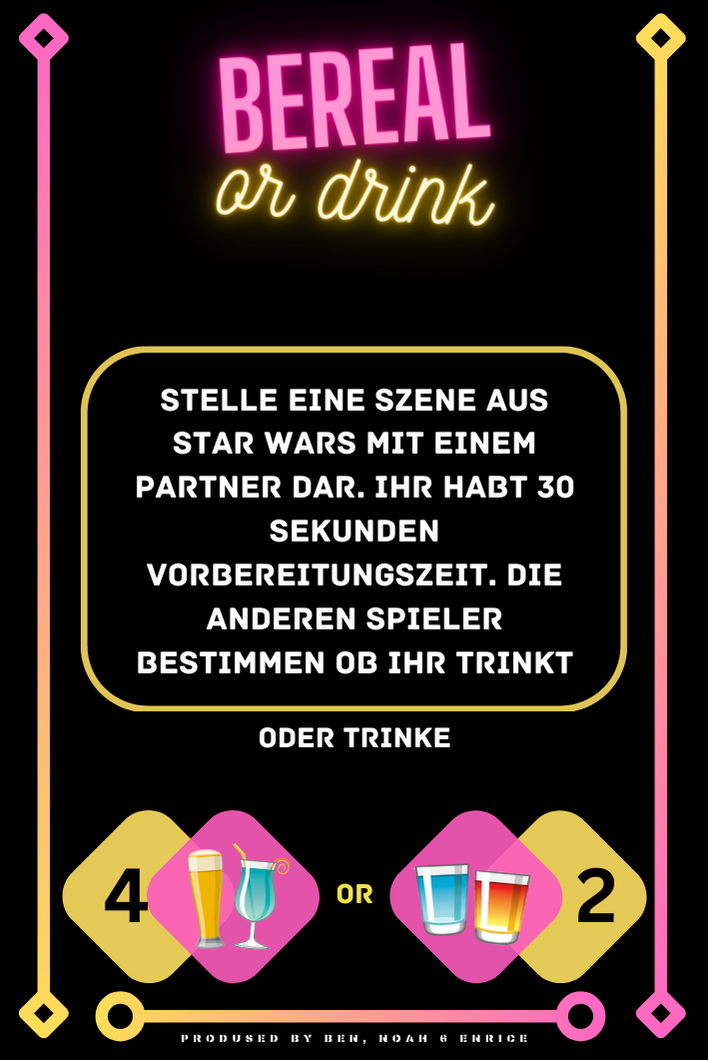 BEREAL
or drink
STELLE EINE SZENE AUS
STAR WARS MIT EINEM
PARTNER DAR. IHR HABT 30
SEKUNDEN
VORBEREITUNGSZEIT. DIE
ANDEREN SPIELER
BESTIMMEN OB IHR TRINKT
ODER TRINKE
4 OR 2
PRODUSED BY BEN, NOAH & ENRICE